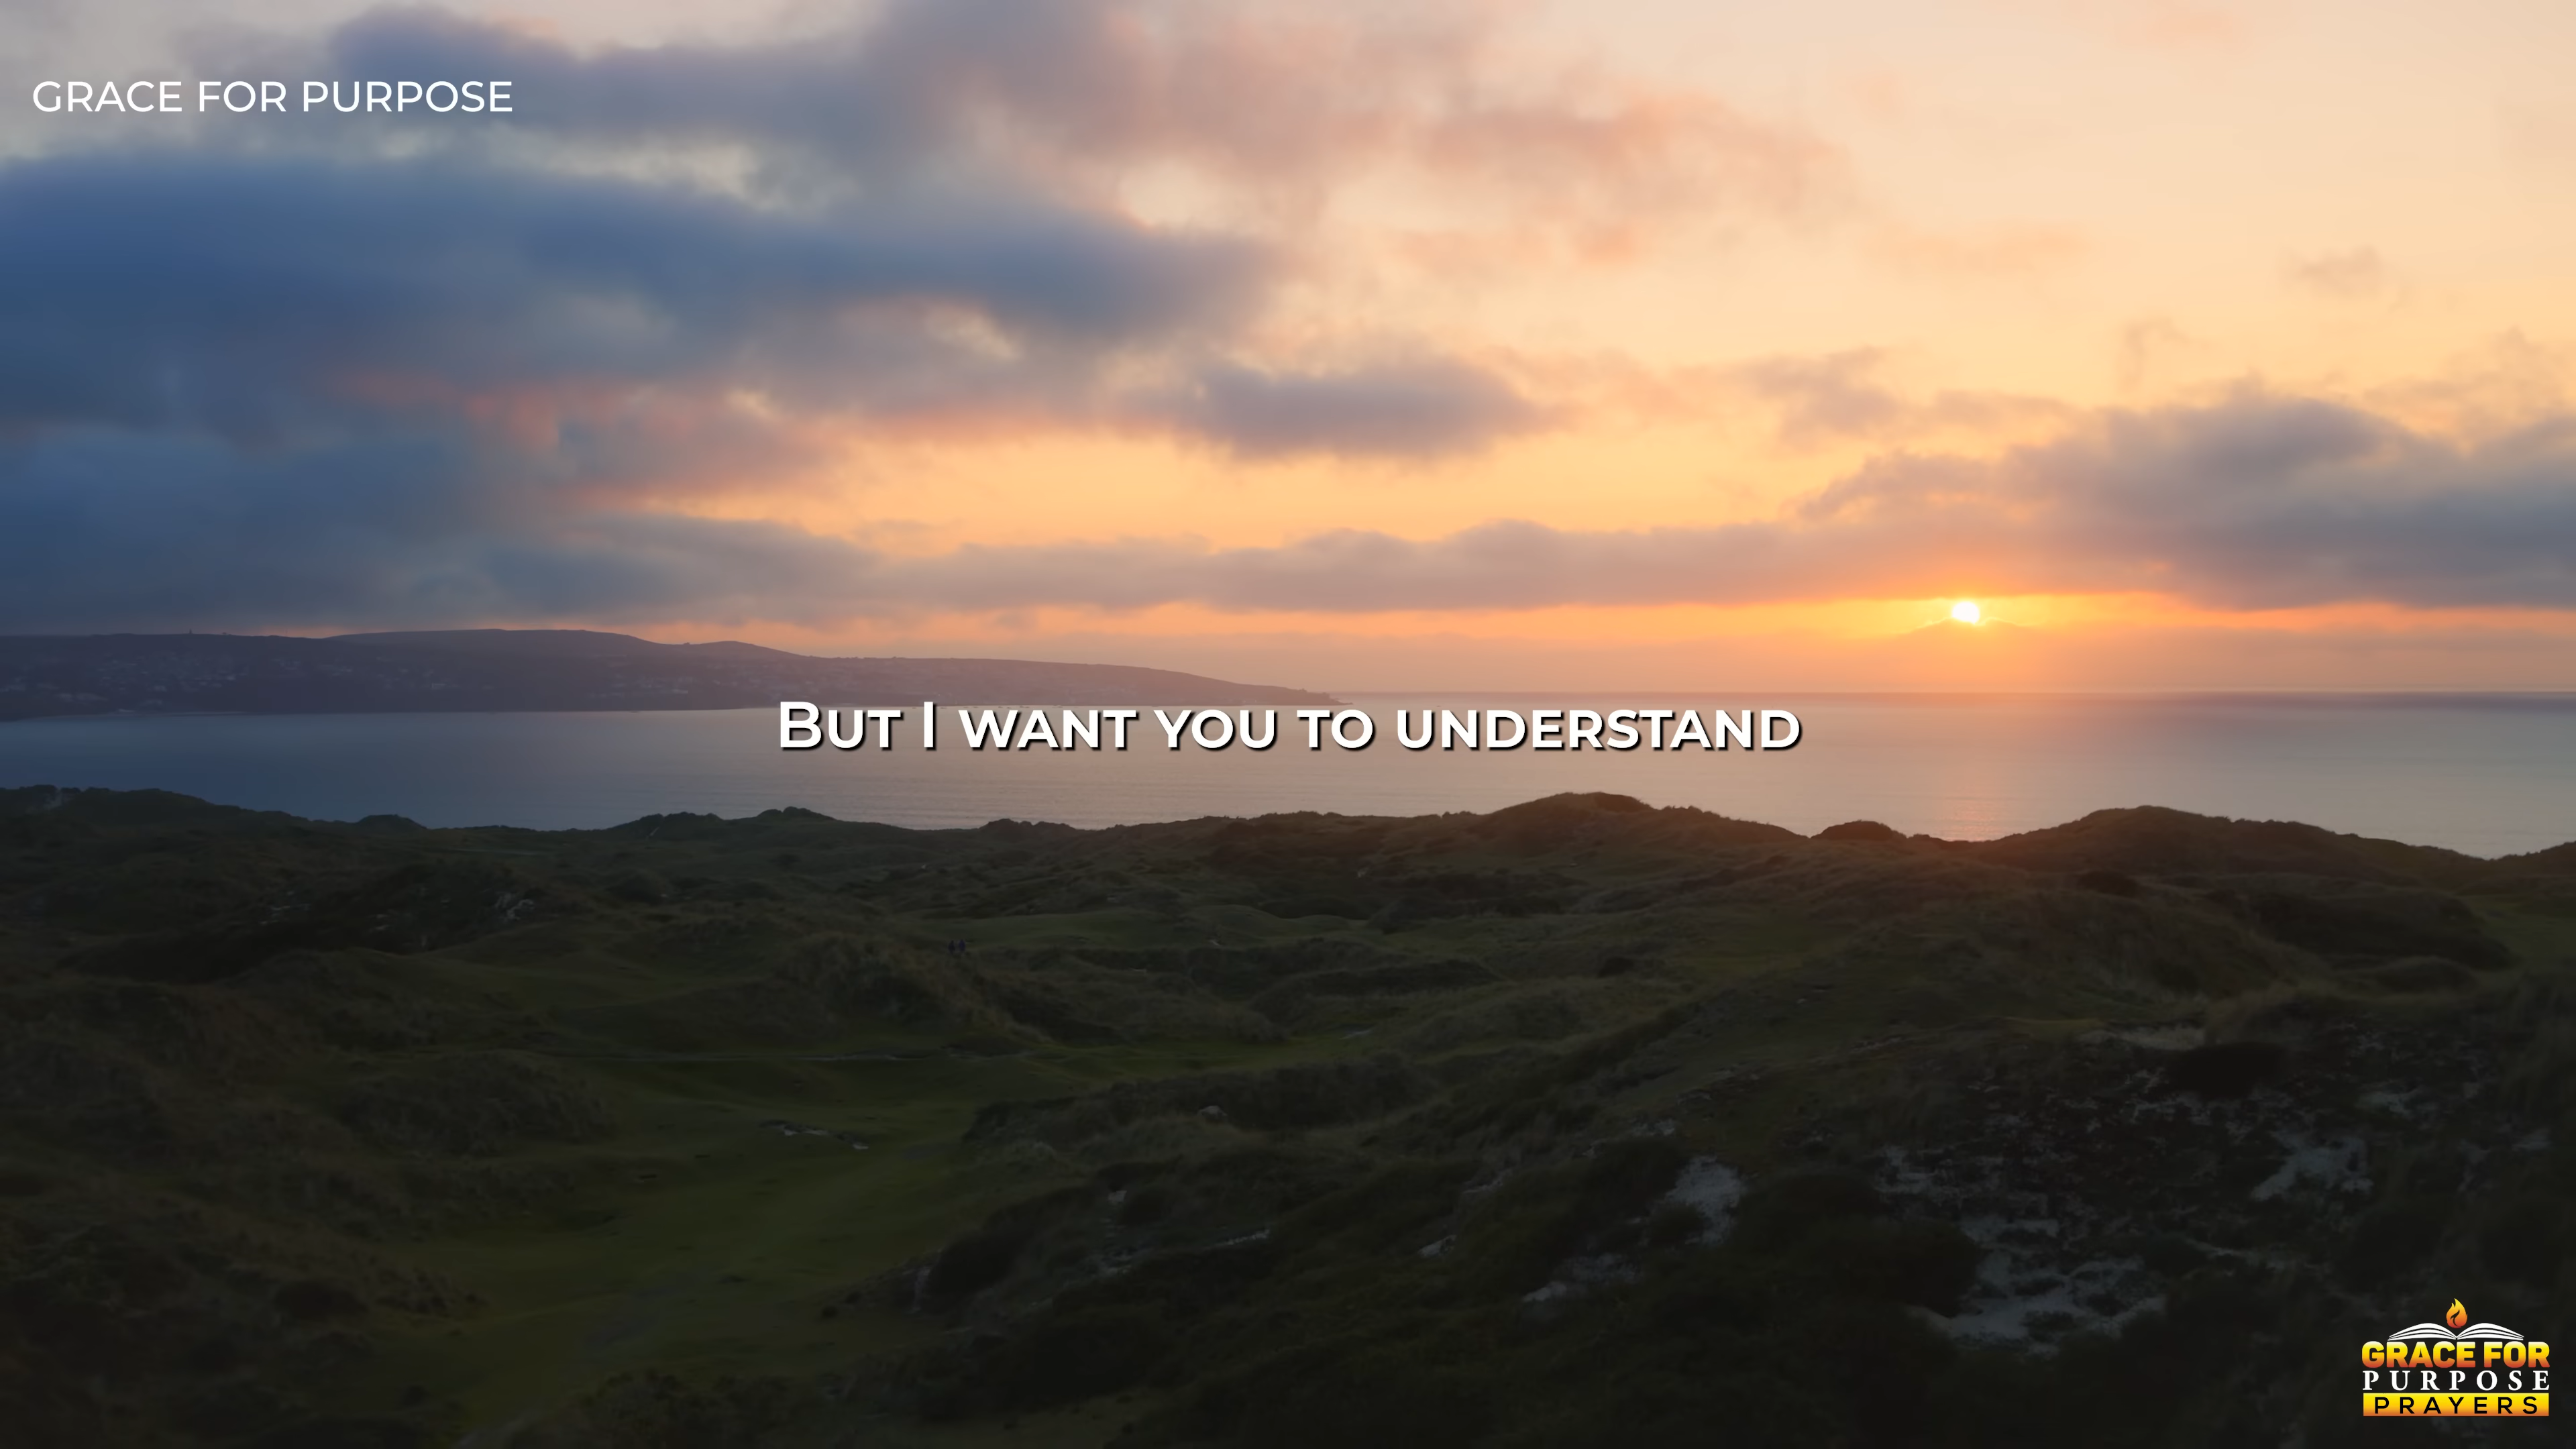 GRACE FOR PURPOSE
BUT I WANT YOU TO UNDERSTAND
GRACE FOR
PURPOSE
PRAYERS